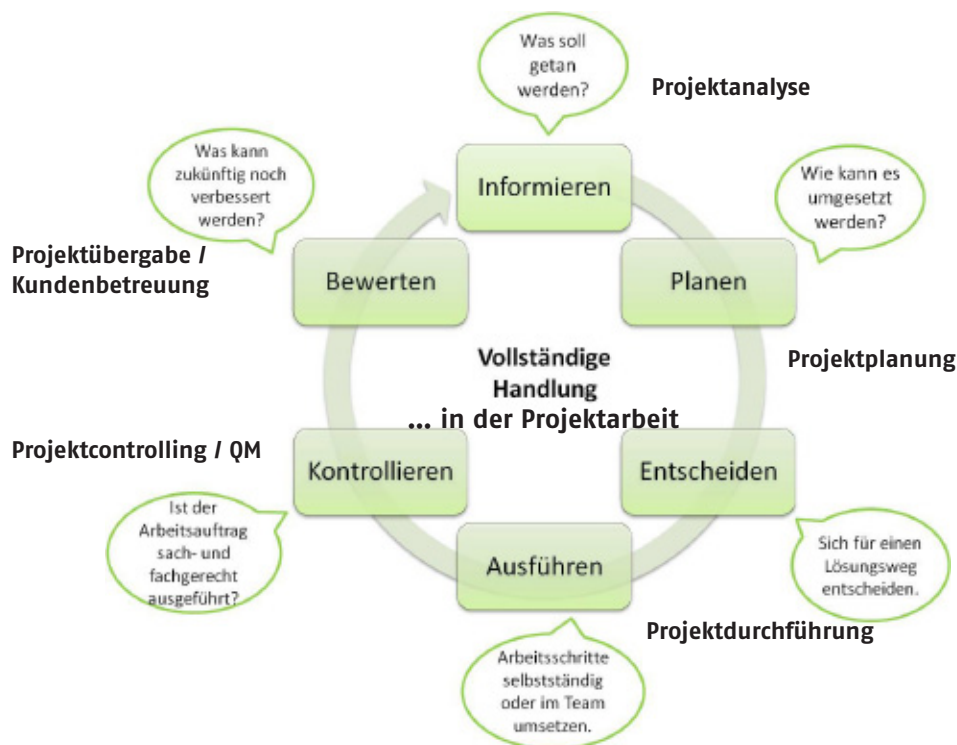 Was soll
getan
werden?
Projektanalyse
Informieren
Wie kann es
umgesetzt
werden?
Planen
Projektplanung
Entscheiden
Sich für einen
Lösungsweg
entscheiden.
Ausführen
Projektdurchführung
Arbeitsschritte
selbstständig
oder im Team
umsetzen.
Kontrollieren
Projektcontrolling / QM
Ist der
Arbeitsauftrag
sach- und
fachgerecht
ausgeführt?
Bewerten
Projektübergabe /
Kundenbetreuung
Was kann
zukünftig noch
verbessert
werden?
Vollständige
Handlung
... in der Projektarbeit